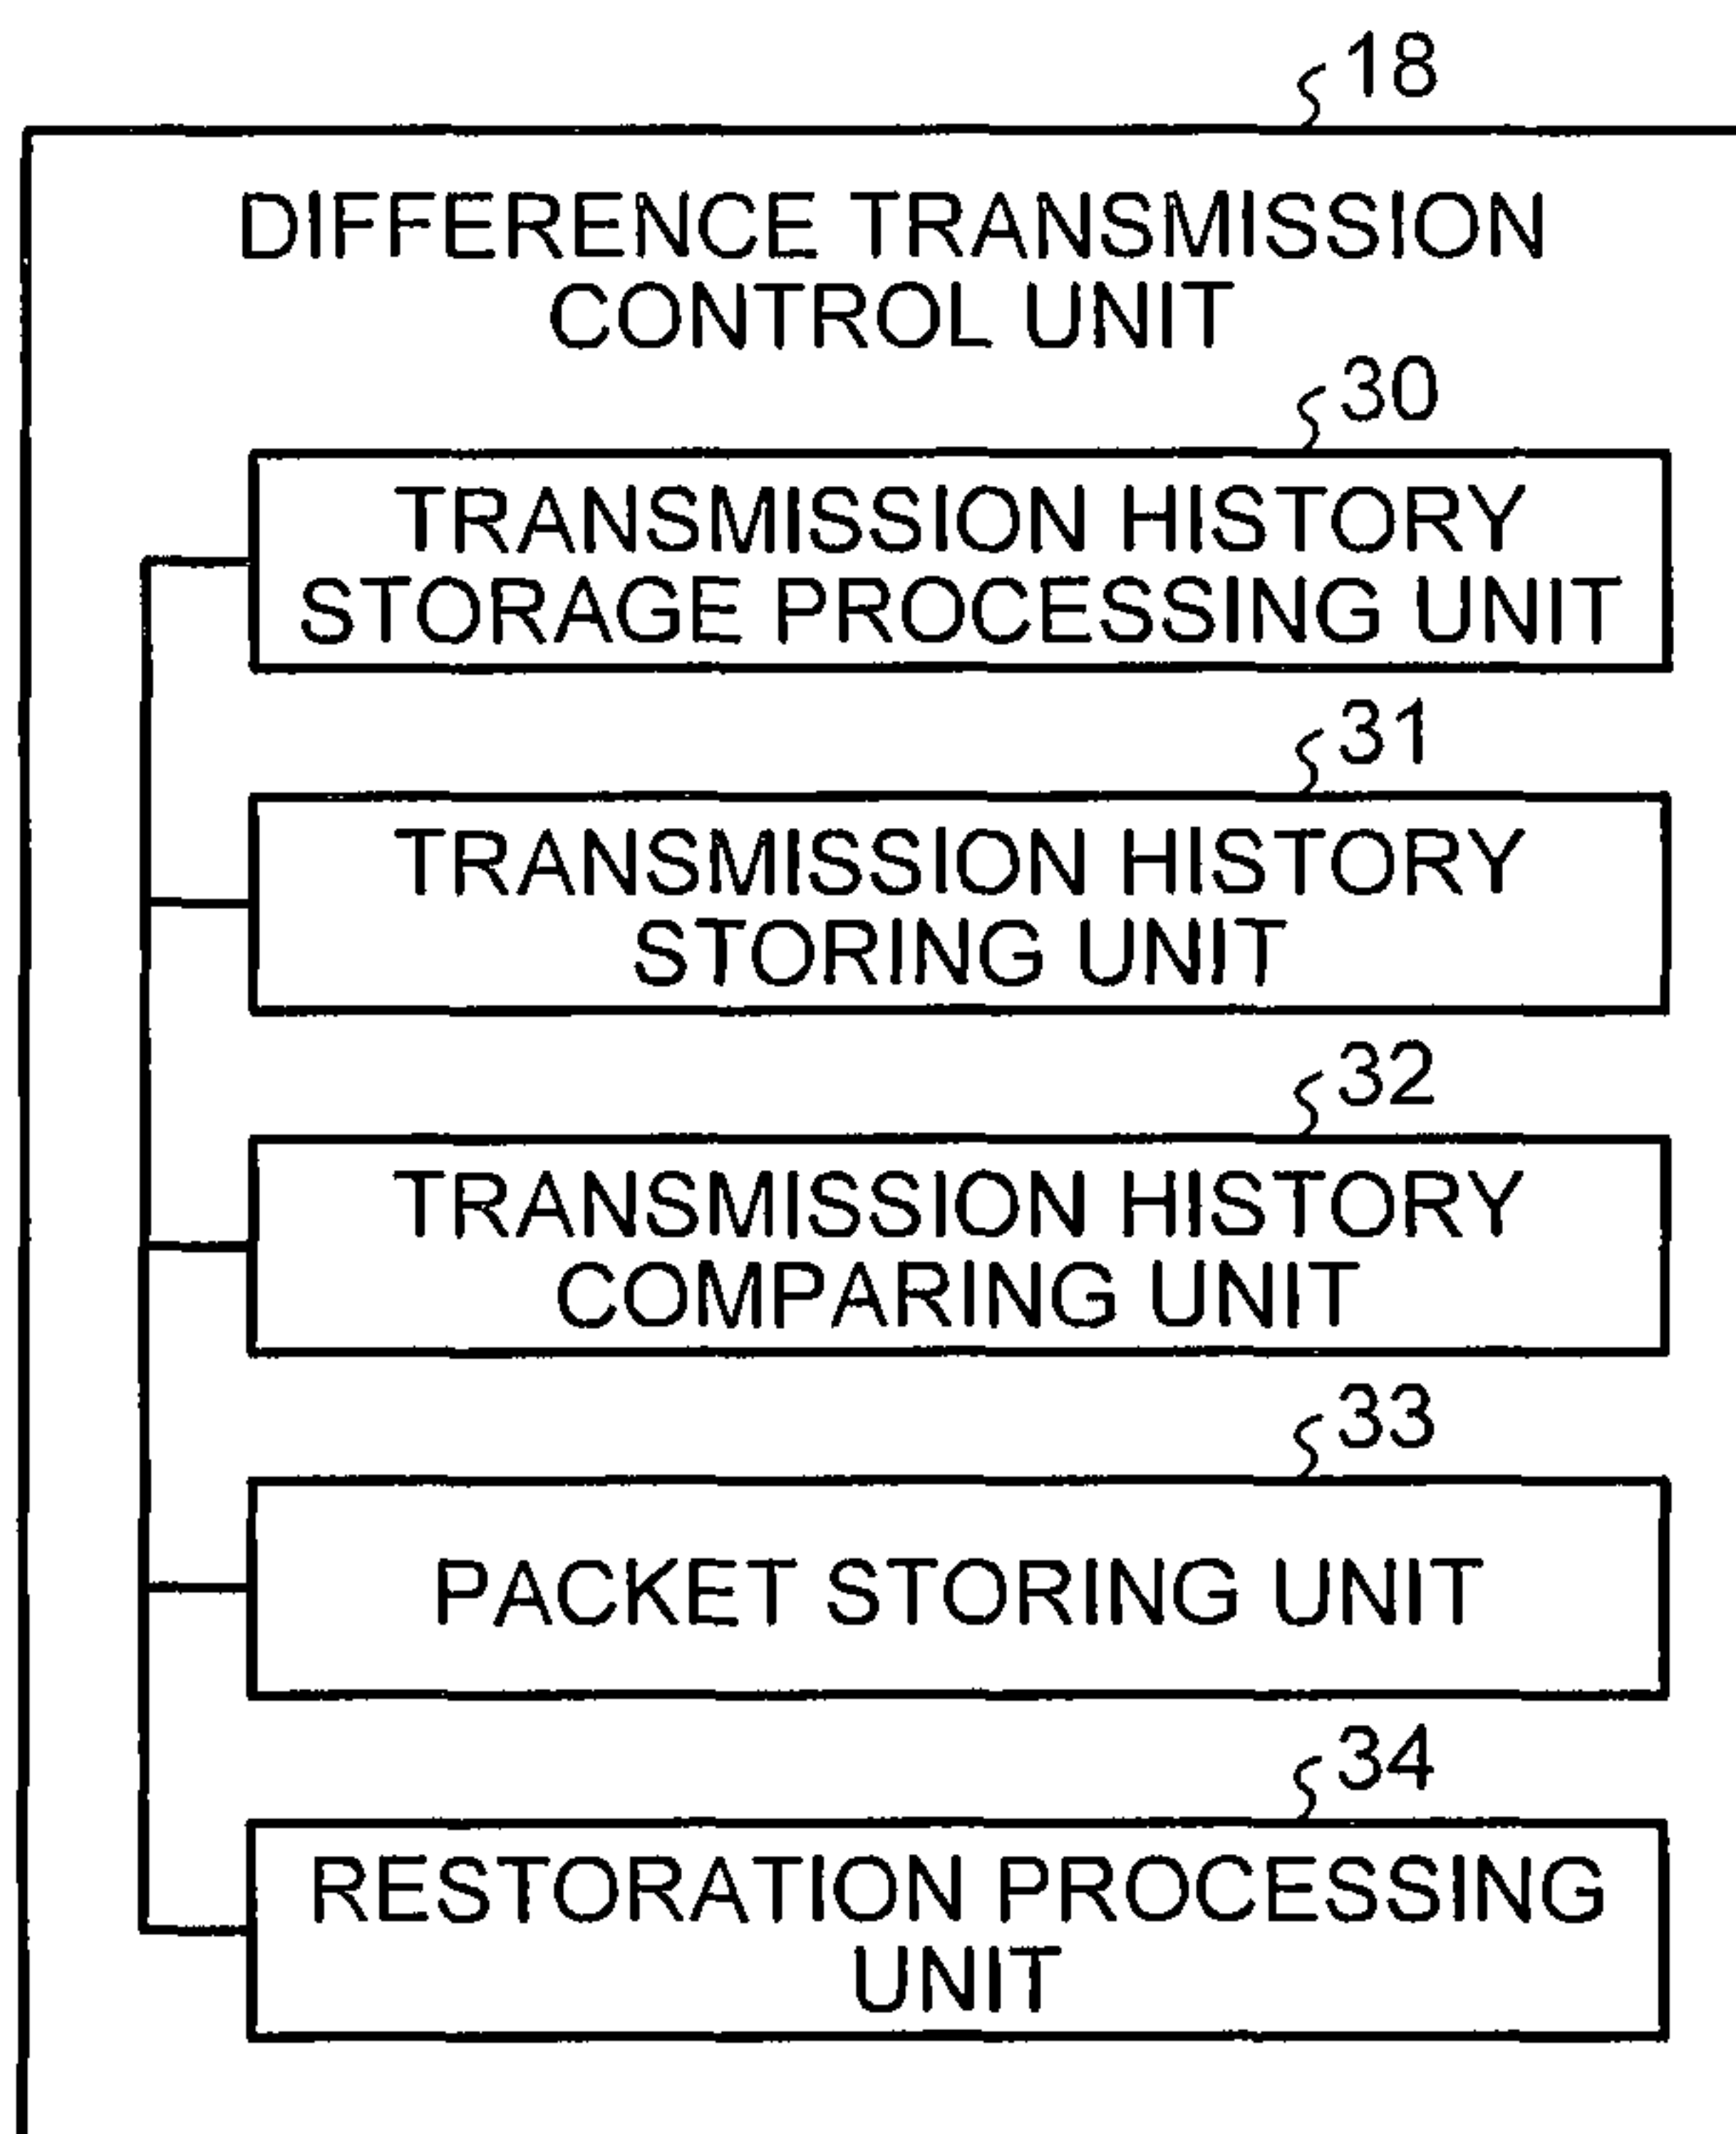 18
DIFFERENCE TRANSMISSION
CONTROL UNIT
30
TRANSMISSION HISTORY
STORAGE PROCESSING UNIT
31
TRANSMISSION HISTORY
STORING UNIT
32
TRANSMISSION HISTORY
COMPARING UNIT
33
PACKET STORING UNIT
34
RESTORATION PROCESSING
UNIT